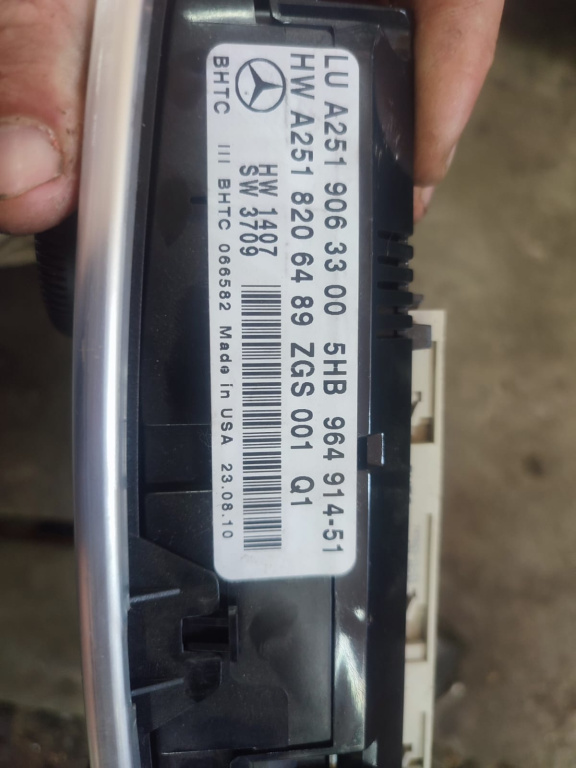 LU A251 906 33 00 5HB 964 914-51
HW A251 820 64 89 ZGS 001 Q1
HW 1407
SW 3709
BHTC III BHTC 066582 Made in USA 23.08.10